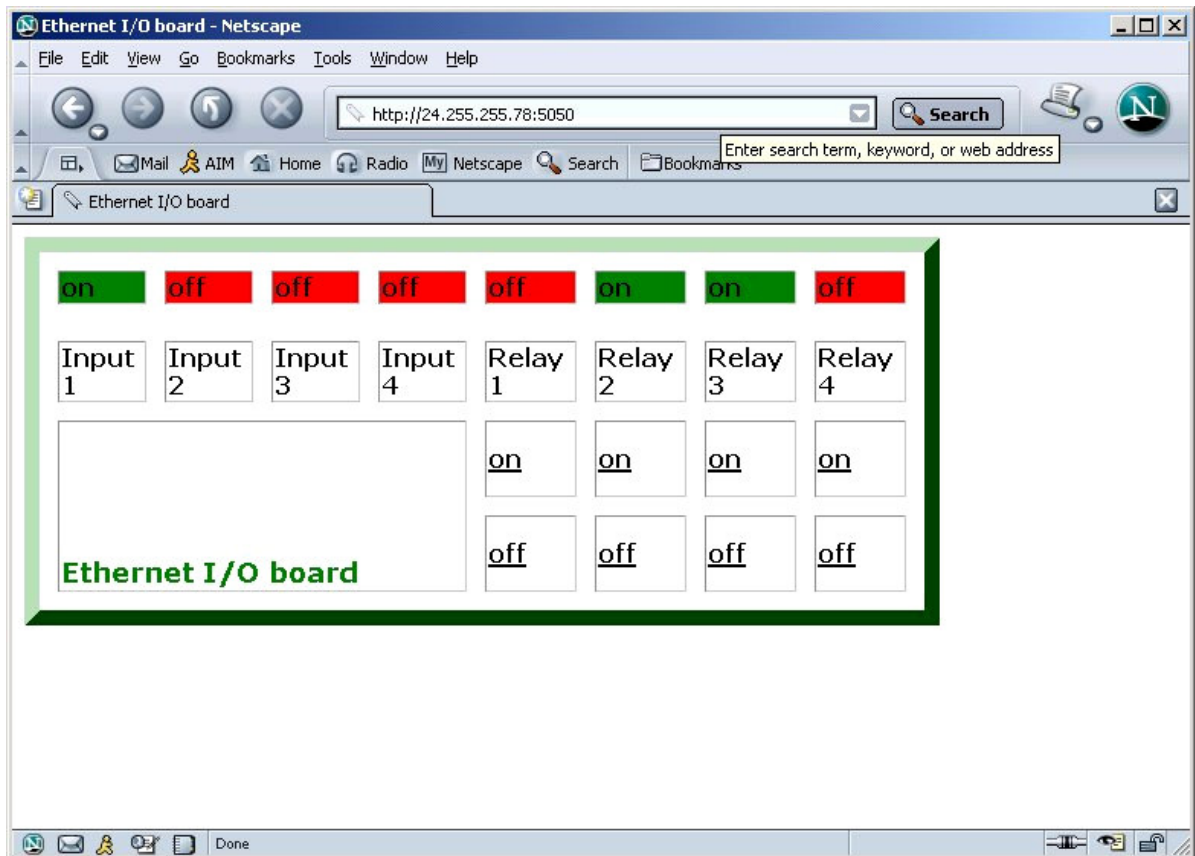 Ethernet I/O board - Netscape
File Edit View Go Bookmarks Tools Window Help
http://24.255.255.78:5050
Search
Enter search term, keyword, or web address
Mail AIM Home Radio My Netscape Search Bookmarks
Ethernet I/O board
on off off off off on on off
Input 1 Input 2 Input 3 Input 4 Relay 1 Relay 2 Relay 3 Relay 4
on on on on
off off off off
Ethernet I/O board
Done